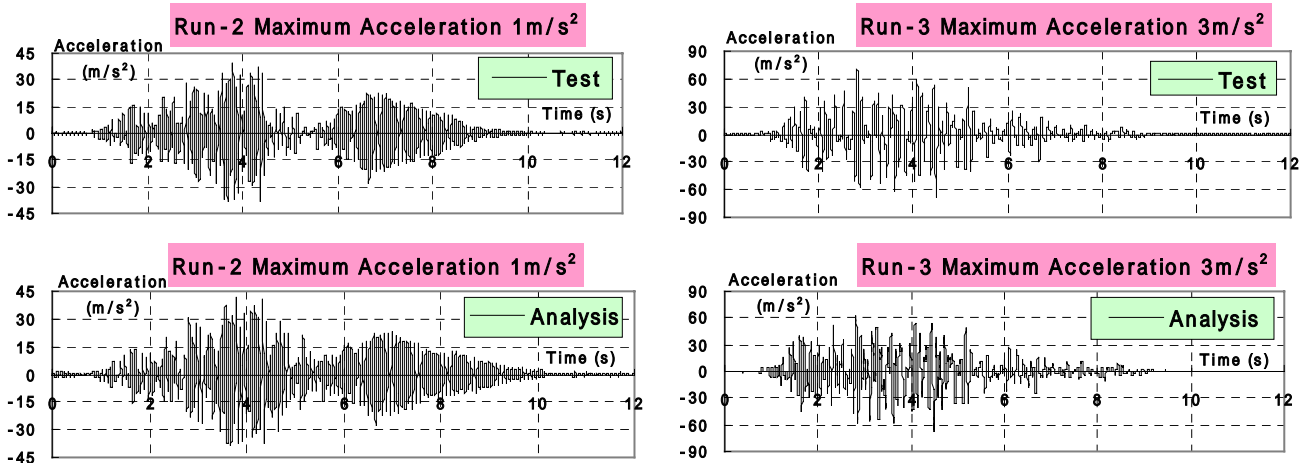 Run-2 Maximum Acceleration 1m/s²
Acceleration
(m/s²)
Test
Time (s)
45
30
15
0
-15
-30
-45
0 2 4 6 8 10 12
Run-3 Maximum Acceleration 3m/s²
Acceleration
(m/s²)
Test
Time (s)
90
60
30
0
-30
-60
-90
0 2 4 6 8 10 12
Run-2 Maximum Acceleration 1m/s²
Acceleration
(m/s²)
Analysis
Time (s)
45
30
15
0
-15
-30
-45
0 2 4 6 8 10 12
Run-3 Maximum Acceleration 3m/s²
Acceleration
(m/s²)
Analysis
Time (s)
90
60
30
0
-30
-60
-90
0 2 4 6 8 10 12